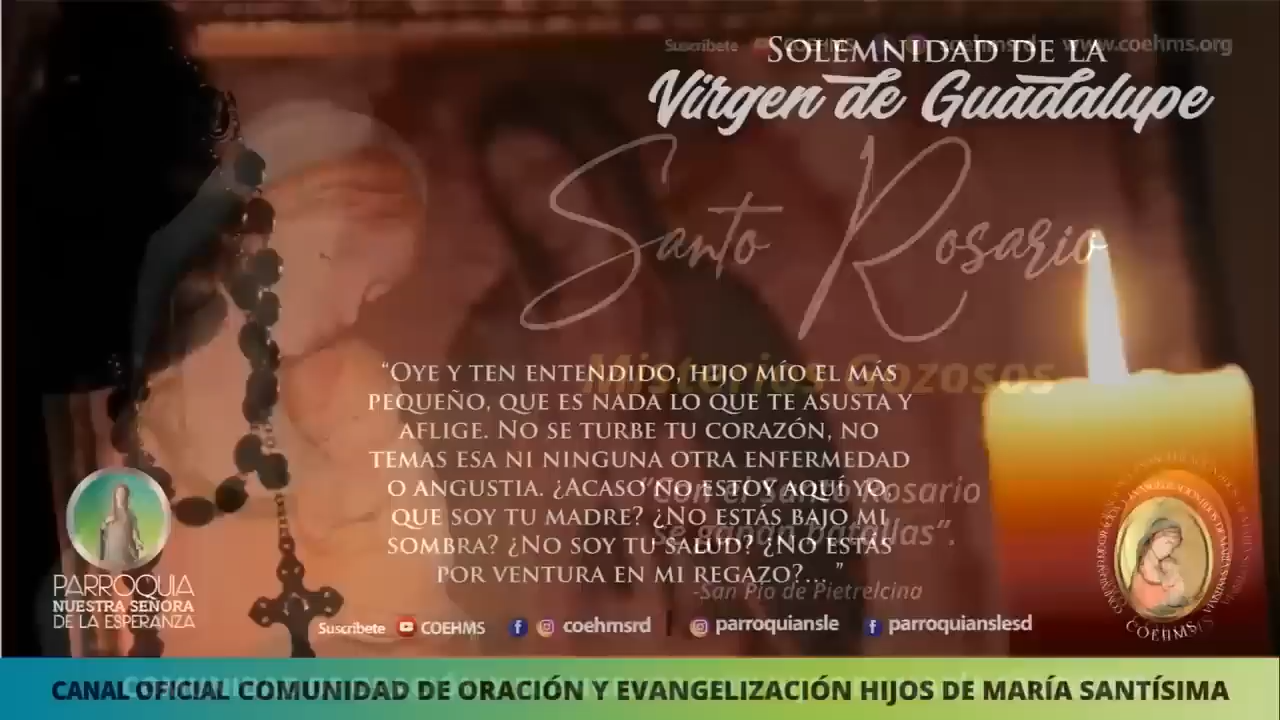 Suscribete COEHMS coehmsrd www.coehms.org
Solemnidad de la
Virgen de Guadalupe
Santo Rosario
Misterios Gozosos
“Oye y ten entendido, hijo mío el más
pequeño, que es nada lo que te asusta y
aflige. No se turbe tu corazón, no
temas esa ni ninguna otra enfermedad
o angustia. ¿Acaso no estoy aquí yo,
que soy tu madre? ¿No estás bajo mi
sombra? ¿No soy tu salud? ¿No estás
por ventura en mi regazo?... ”
“Con el Santo Rosario
se ganan batallas”.
-San Pío de Pietrelcina
PARROQUIA
NUESTRA SEÑORA
DE LA ESPERANZA
Suscribete COEHMS coehmsrd parroquiansle parroquianslesd
COEHMS
CANAL OFICIAL COMUNIDAD DE ORACIÓN Y EVANGELIZACIÓN HIJOS DE MARÍA SANTÍSIMA